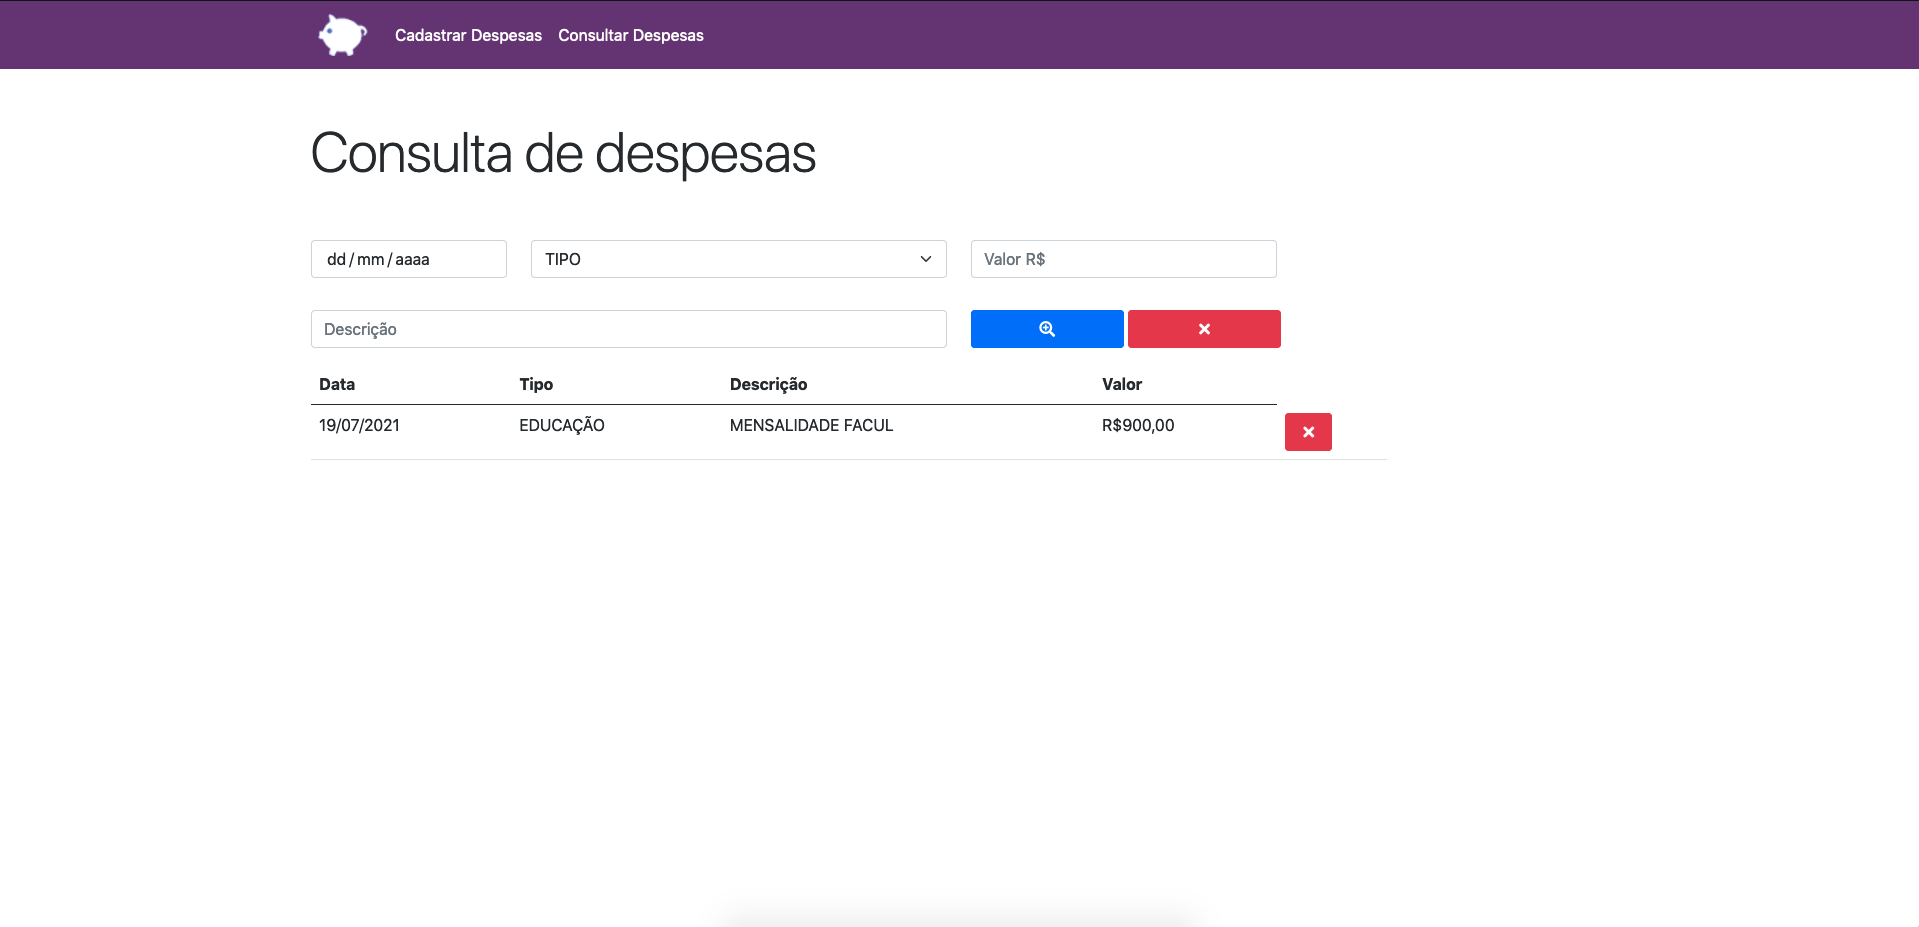 Cadastrar Despesas Consultar Despesas
Consulta de despesas
dd/mm/aaaa TIPO Valor R$
Descrição
Data Tipo Descrição Valor
19/07/2021 EDUCAÇÃO MENSALIDADE FACUL R$900,00